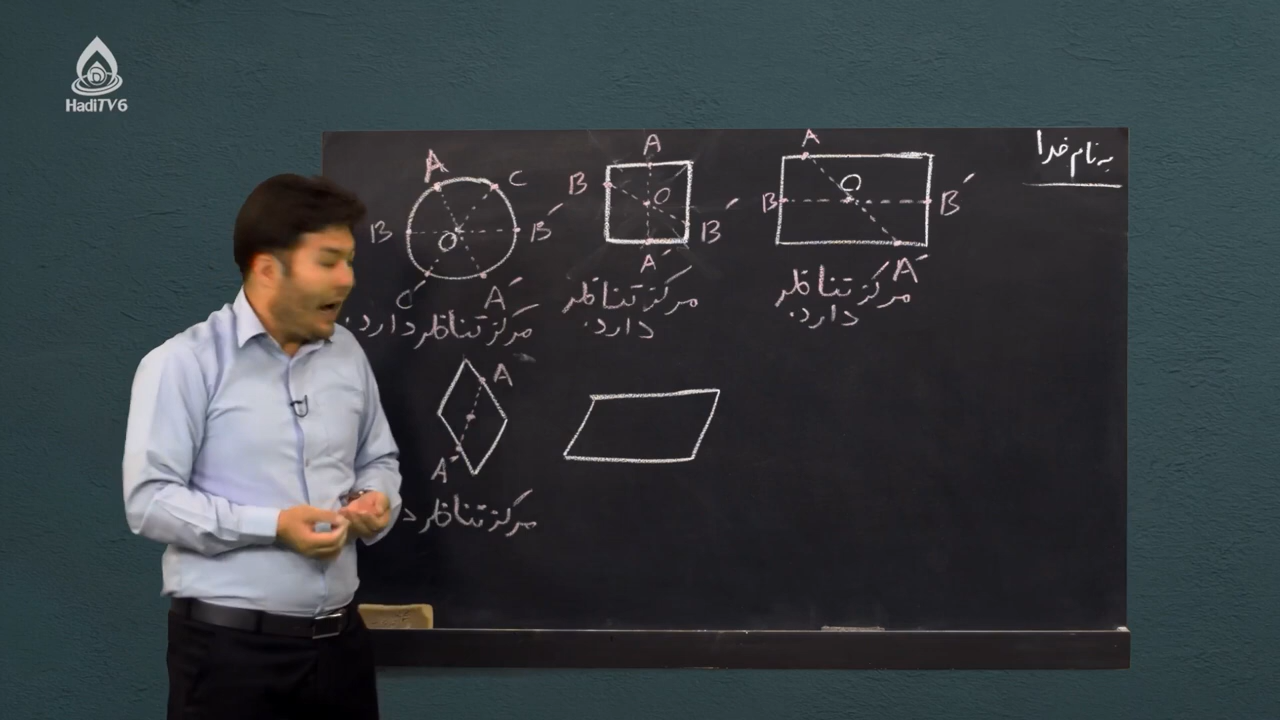 HadiTV6
به نام خدا
A
O
B
B′
A′
مرکز تناظر
دارد.
A
B
O
B′
A′
مرکز تناظر
دارد.
A
C
B
B′
O
C′
A′
مرکز تناظر دارد.
A
A′
مرکز تناظر د